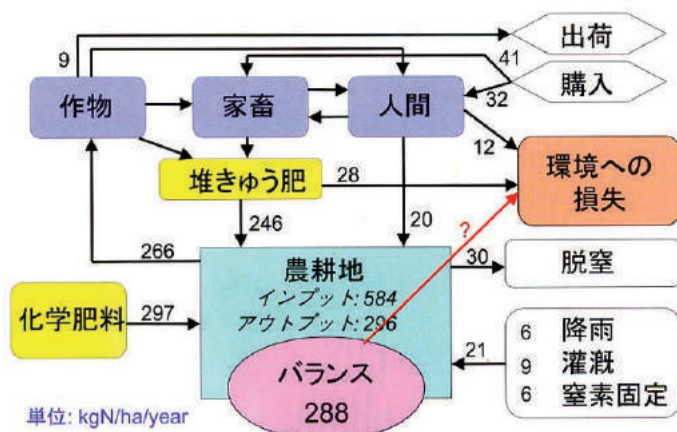 9
41
出荷
購入
32
作物
家畜
人間
12
環境への
損失
堆きゅう肥
28
?
246
20
266
農耕地
インプット: 584
アウトプット: 296
30
脱窒
化学肥料
297
21
6 降雨
9 灌漑
6 窒素固定
バランス
288
単位: kgN/ha/year